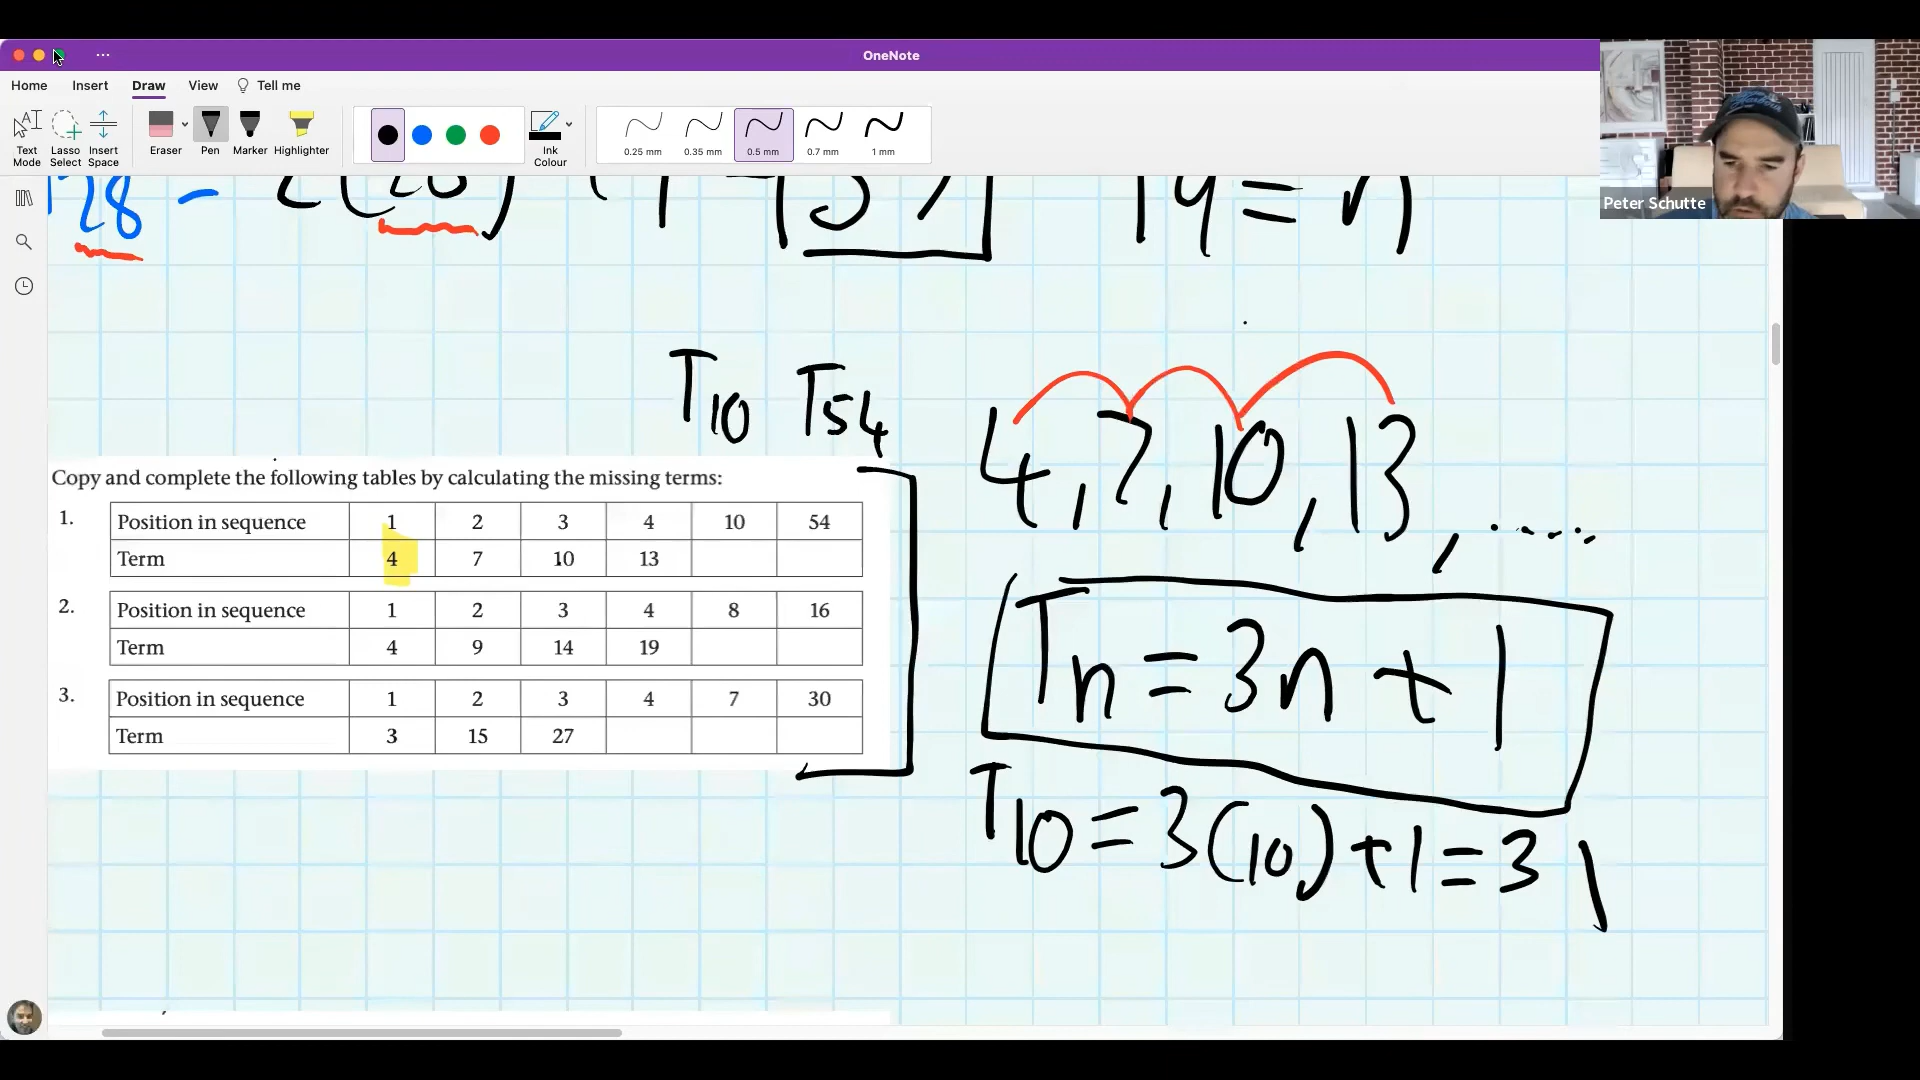 OneNote
Home Insert Draw View Tell me
Text Mode Lasso Select Insert Space Eraser Pen Marker Highlighter Ink Colour 0.25 mm 0.35 mm 0.5 mm 0.7 mm 1 mm
Peter Schutte
128 - 2(
T10 T54
4, 7, 10, 13, .....
Copy and complete the following tables by calculating the missing terms:
1. Position in sequence 1 2 3 4 10 54
Term 4 7 10 13
2. Position in sequence 1 2 3 4 8 16
Term 4 9 14 19
3. Position in sequence 1 2 3 4 7 30
Term 3 15 27
Tn = 3n + 1
T10 = 3(10) + 1 = 31